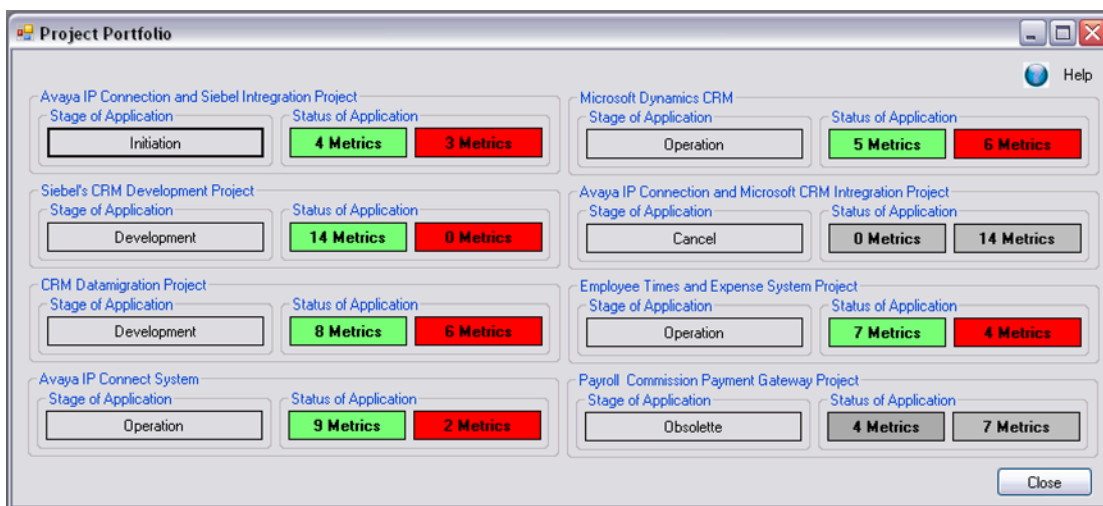 Project Portfolio
Help
Avaya IP Connection and Siebel Intregration Project
Stage of Application
Status of Application
Initiation
4 Metrics
3 Metrics
Siebel's CRM Development Project
Stage of Application
Status of Application
Development
14 Metrics
0 Metrics
CRM Datamigration Project
Stage of Application
Status of Application
Development
8 Metrics
6 Metrics
Avaya IP Connect System
Stage of Application
Status of Application
Operation
9 Metrics
2 Metrics
Microsoft Dynamics CRM
Stage of Application
Status of Application
Operation
5 Metrics
6 Metrics
Avaya IP Connection and Microsoft CRM Intregration Project
Stage of Application
Status of Application
Cancel
0 Metrics
14 Metrics
Employee Times and Expense System Project
Stage of Application
Status of Application
Operation
7 Metrics
4 Metrics
Payroll Commission Payment Gateway Project
Stage of Application
Status of Application
Obsolette
4 Metrics
7 Metrics
Close